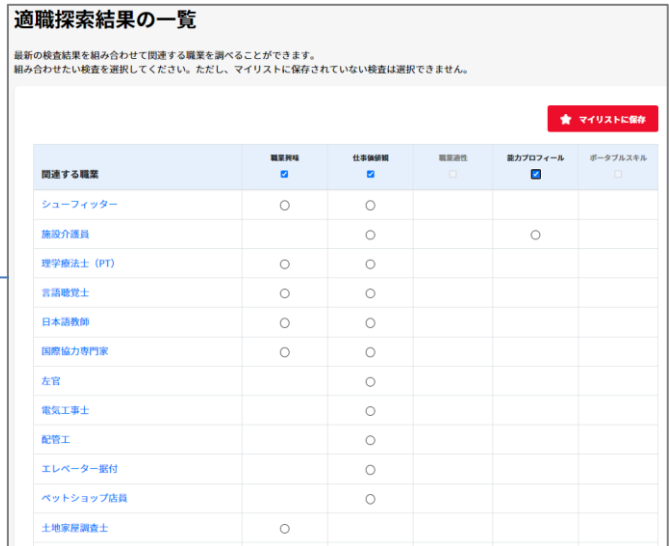 適職探索結果の一覧
最新の検査結果を組み合わせて関連する職業を調べることができます。
組み合わせたい検査を選択してください。ただし、マイリストに保存されていない検査は選択できません。
★ マイリストに保存
関連する職業 職業興味 仕事価値観 職業適性 能力プロフィール ポータブルスキル
シューフィッター ○ ○
施設介護員 ○ ○
理学療法士（PT） ○ ○
言語聴覚士 ○ ○
日本語教師 ○ ○
国際協力専門家 ○ ○
左官 ○
電気工事士 ○
配管工 ○
エレベーター据付 ○
ペットショップ店員 ○
土地家屋調査士 ○